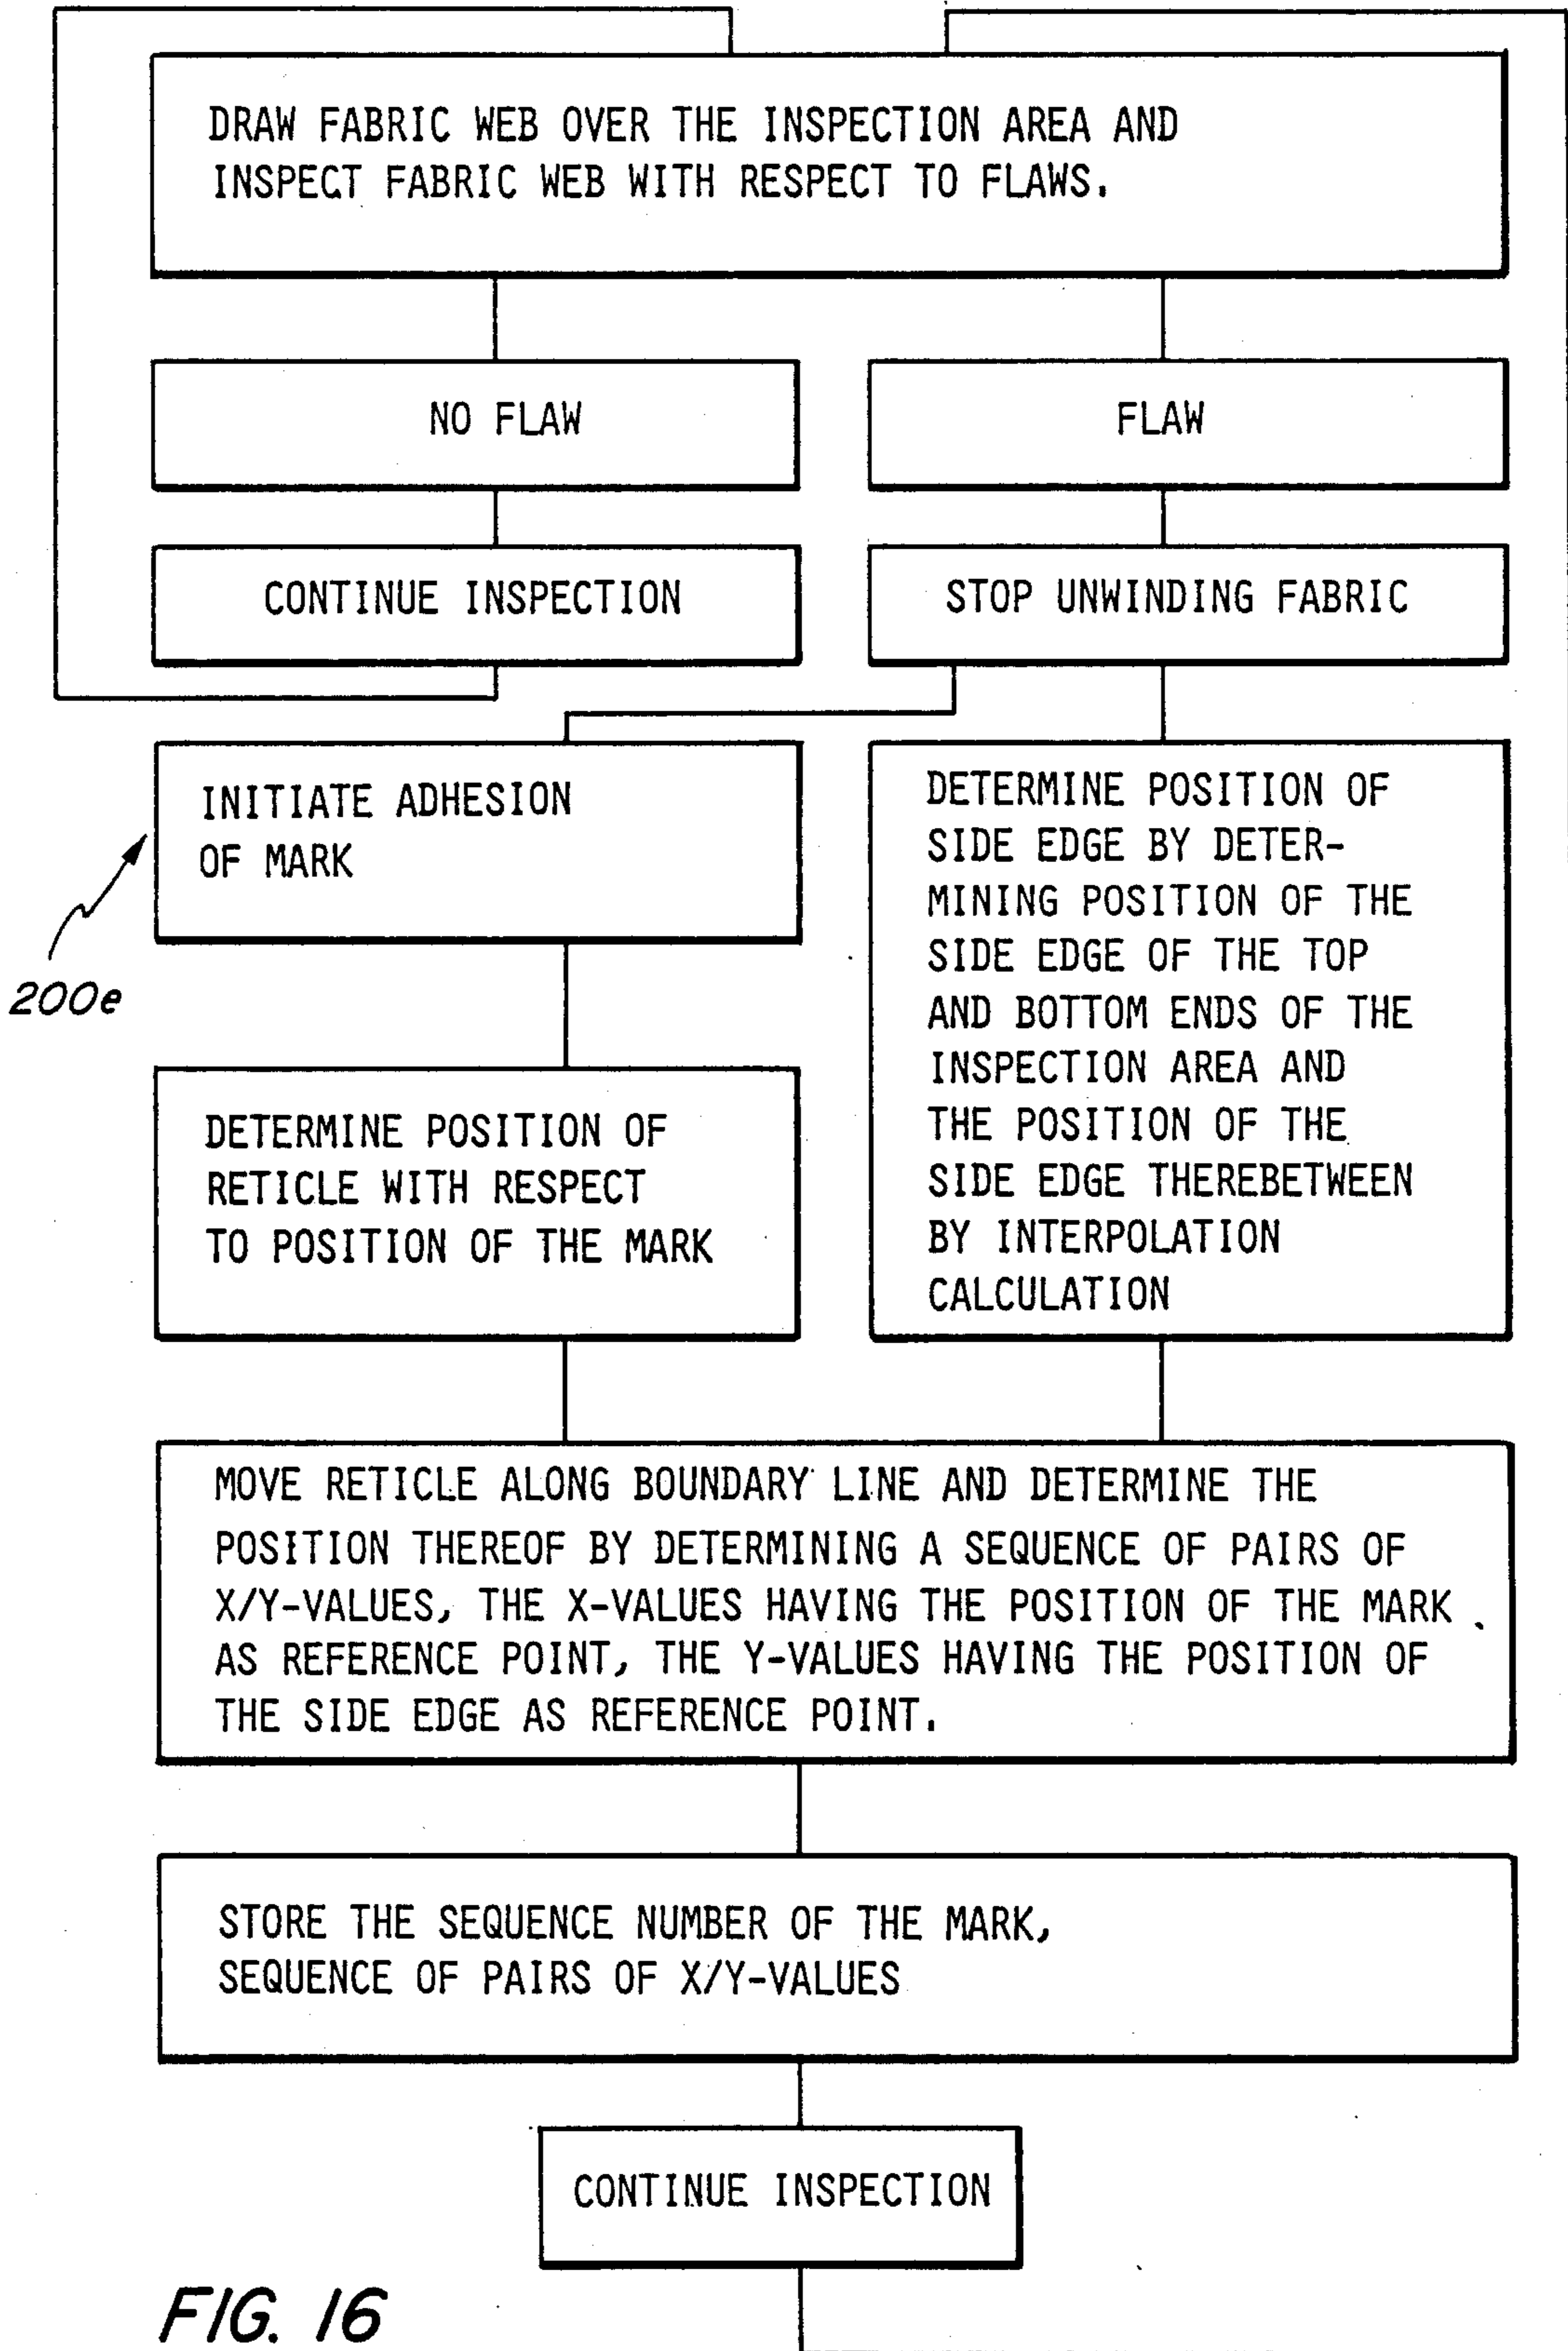 DRAW FABRIC WEB OVER THE INSPECTION AREA AND
INSPECT FABRIC WEB WITH RESPECT TO FLAWS.
NO FLAW
FLAW
CONTINUE INSPECTION
STOP UNWINDING FABRIC
INITIATE ADHESION
OF MARK
200e
DETERMINE POSITION OF
RETICLE WITH RESPECT
TO POSITION OF THE MARK
DETERMINE POSITION OF
SIDE EDGE BY DETER-
MINING POSITION OF THE
SIDE EDGE OF THE TOP
AND BOTTOM ENDS OF THE
INSPECTION AREA AND
THE POSITION OF THE
SIDE EDGE THEREBETWEEN
BY INTERPOLATION
CALCULATION
MOVE RETICLE ALONG BOUNDARY LINE AND DETERMINE THE
POSITION THEREOF BY DETERMINING A SEQUENCE OF PAIRS OF
X/Y-VALUES, THE X-VALUES HAVING THE POSITION OF THE MARK
AS REFERENCE POINT, THE Y-VALUES HAVING THE POSITION OF
THE SIDE EDGE AS REFERENCE POINT.
STORE THE SEQUENCE NUMBER OF THE MARK,
SEQUENCE OF PAIRS OF X/Y-VALUES
CONTINUE INSPECTION
FIG. 16